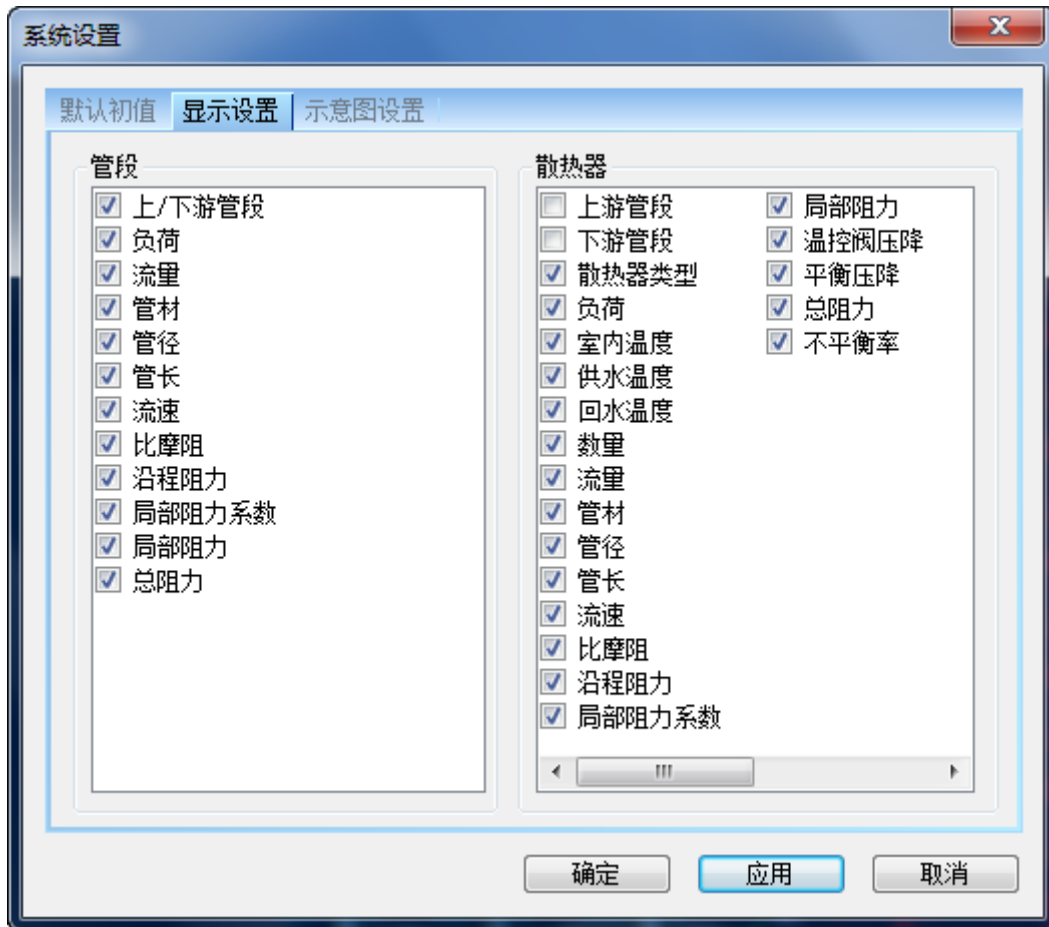 系统设置
默认初值 显示设置 示意图设置
管段
上/下游管段
负荷
流量
管材
管径
管长
流速
比摩阻
沿程阻力
局部阻力系数
局部阻力
总阻力
散热器
上游管段
下游管段
散热器类型
负荷
室内温度
供水温度
回水温度
数量
流量
管材
管径
管长
流速
比摩阻
沿程阻力
局部阻力系数
局部阻力
温控阀压降
平衡压降
总阻力
不平衡率
确定 应用 取消